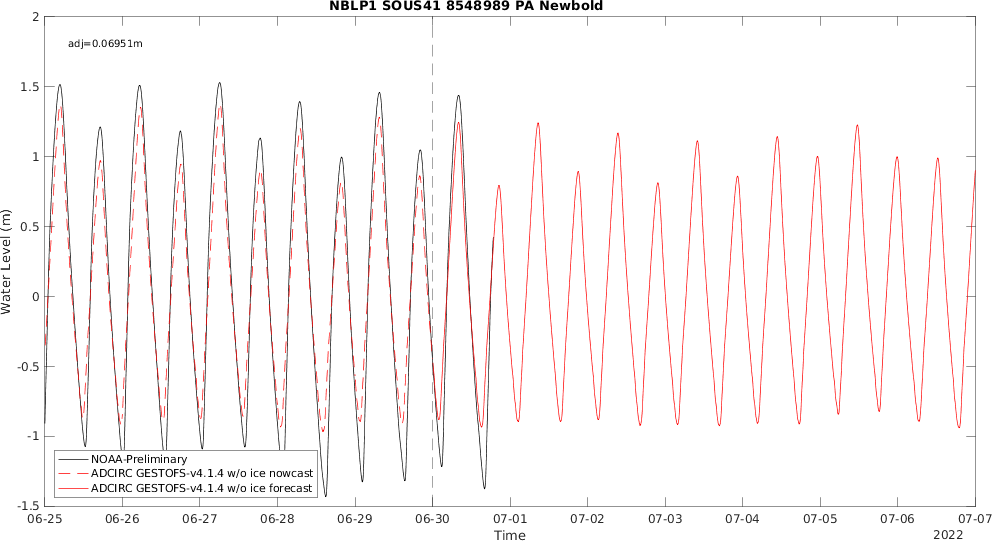 NBLP1 SOUS41 8548989 PA Newbold
adj=0.06951m
Water Level (m)
2
1.5
1
0.5
0
-0.5
-1
-1.5
NOAA-Preliminary
ADCIRC GESTOFS-v4.1.4 w/o ice nowcast
ADCIRC GESTOFS-v4.1.4 w/o ice forecast
06-25 06-26 06-27 06-28 06-29 06-30 07-01 07-02 07-03 07-04 07-05 07-06 07-07
Time
2022